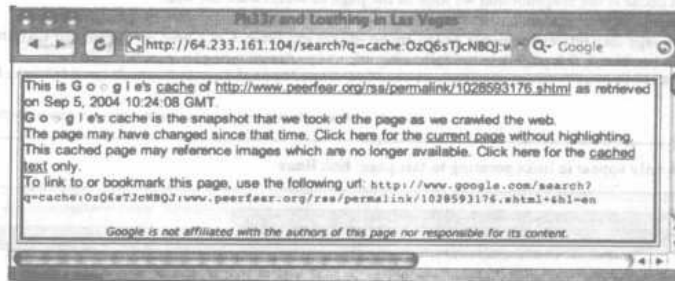 Ph33r and Loathing in Las Vegas
http://64.233.161.104/search?q=cache:OzQ6sTJcNBQJ:w
Google
This is G o o g l e's cache of http://www.peerfear.org/rss/permalink/1028593176.shtml as retrieved
on Sep 5, 2004 10:24:08 GMT.
G o o g l e's cache is the snapshot that we took of the page as we crawled the web.
The page may have changed since that time. Click here for the current page without highlighting.
This cached page may reference images which are no longer available. Click here for the cached
text only.
To link to or bookmark this page, use the following url: http://www.google.com/search?
q=cache:OzQ6sTJcNBQJ:www.peerfear.org/rss/permalink/1028593176.shtml+&hl=en
Google is not affiliated with the authors of this page nor responsible for its content.